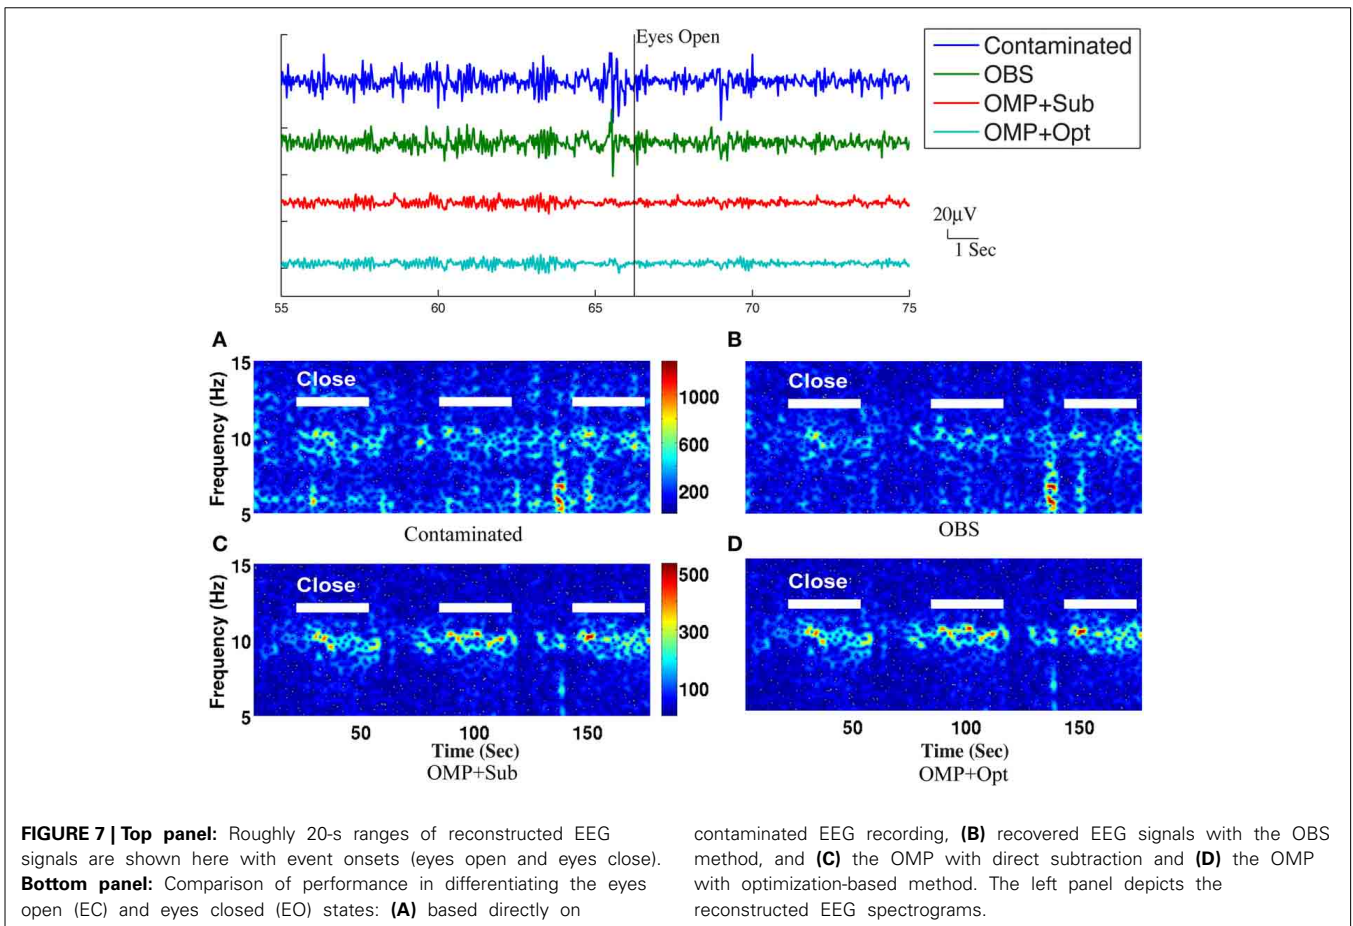 Eyes Open
Contaminated
OBS
OMP+Sub
OMP+Opt
20µV
1 Sec
55 60 65 70 75
A
Frequency (Hz)
15
10
5
Close
1000
600
200
Contaminated
B
Close
OBS
C
Frequency (Hz)
15
10
5
Close
500
300
100
50 100 150
Time (Sec)
OMP+Sub
D
Close
50 100 150
Time (Sec)
OMP+Opt
FIGURE 7 | Top panel: Roughly 20-s ranges of reconstructed EEG
signals are shown here with event onsets (eyes open and eyes close).
Bottom panel: Comparison of performance in differentiating the eyes
open (EC) and eyes closed (EO) states: (A) based directly on
contaminated EEG recording, (B) recovered EEG signals with the OBS
method, and (C) the OMP with direct subtraction and (D) the OMP
with optimization-based method. The left panel depicts the
reconstructed EEG spectrograms.